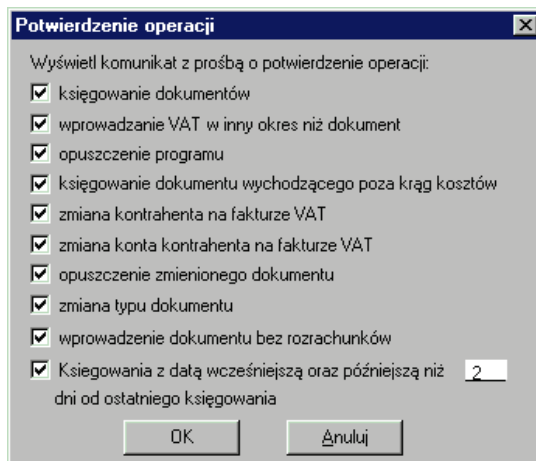 Potwierdzenie operacji
Wyświetl komunikat z prośbą o potwierdzenie operacji:
księgowanie dokumentów
wprowadzanie VAT w inny okres niż dokument
opuszczenie programu
księgowanie dokumentu wychodzącego poza krąg kosztów
zmiana kontrahenta na fakturze VAT
zmiana konta kontrahenta na fakturze VAT
opuszczenie zmienionego dokumentu
zmiana typu dokumentu
wprowadzenie dokumentu bez rozrachunków
Ksiegowania z datą wcześniejszą oraz późniejszą niż 2
dni od ostatniego księgowania
OK Anuluj